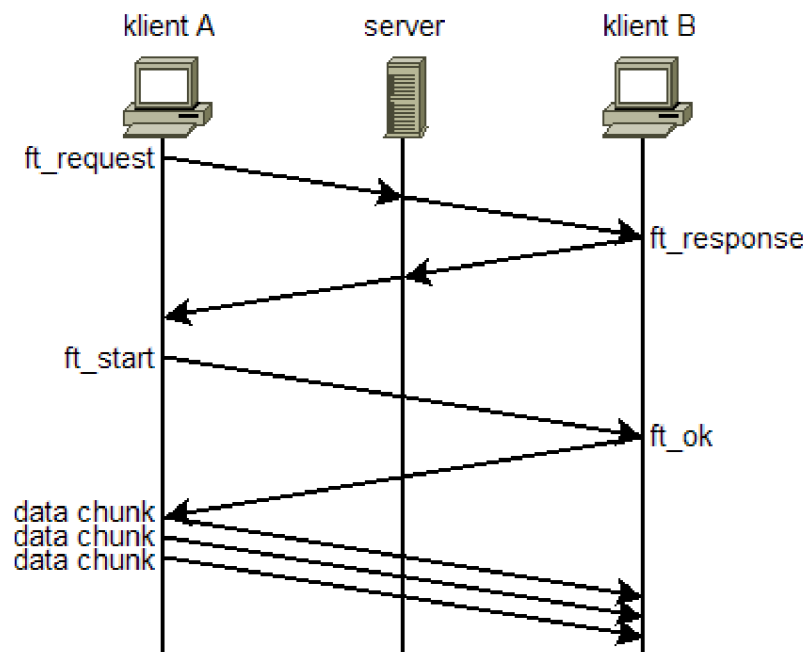 klient A
server
klient B
ft_request
ft_response
ft_start
ft_ok
data chunk
data chunk
data chunk